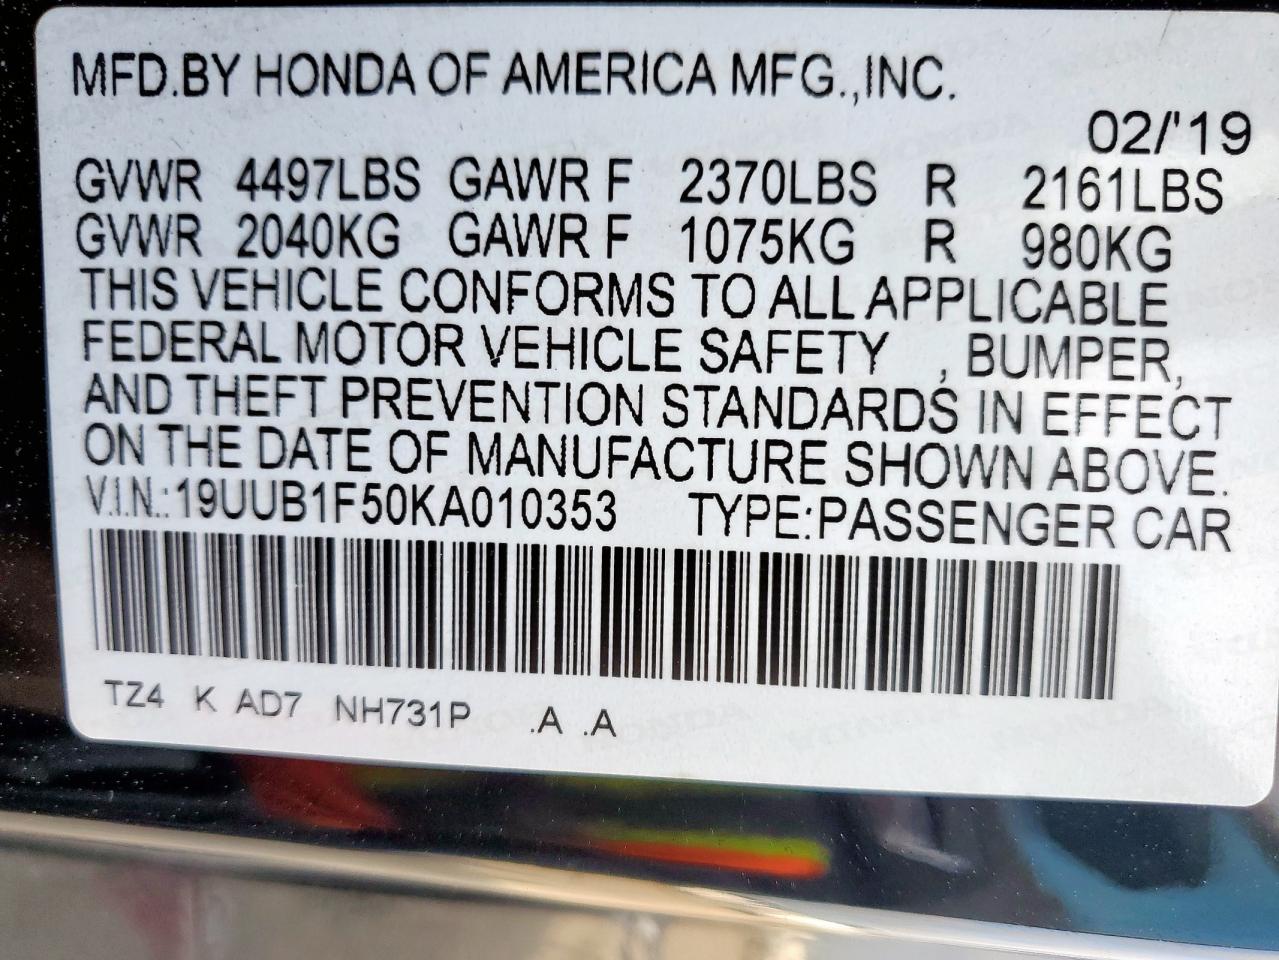 MFD.BY HONDA OF AMERICA MFG.,INC.
02/'19
GVWR 4497LBS GAWR F 2370LBS R 2161LBS
GVWR 2040KG GAWR F 1075KG R 980KG
THIS VEHICLE CONFORMS TO ALL APPLICABLE
FEDERAL MOTOR VEHICLE SAFETY , BUMPER,
AND THEFT PREVENTION STANDARDS IN EFFECT
ON THE DATE OF MANUFACTURE SHOWN ABOVE.
V.I.N.: 19UUB1F50KA010353 TYPE:PASSENGER CAR
TZ4 K AD7 NH731P .A .A